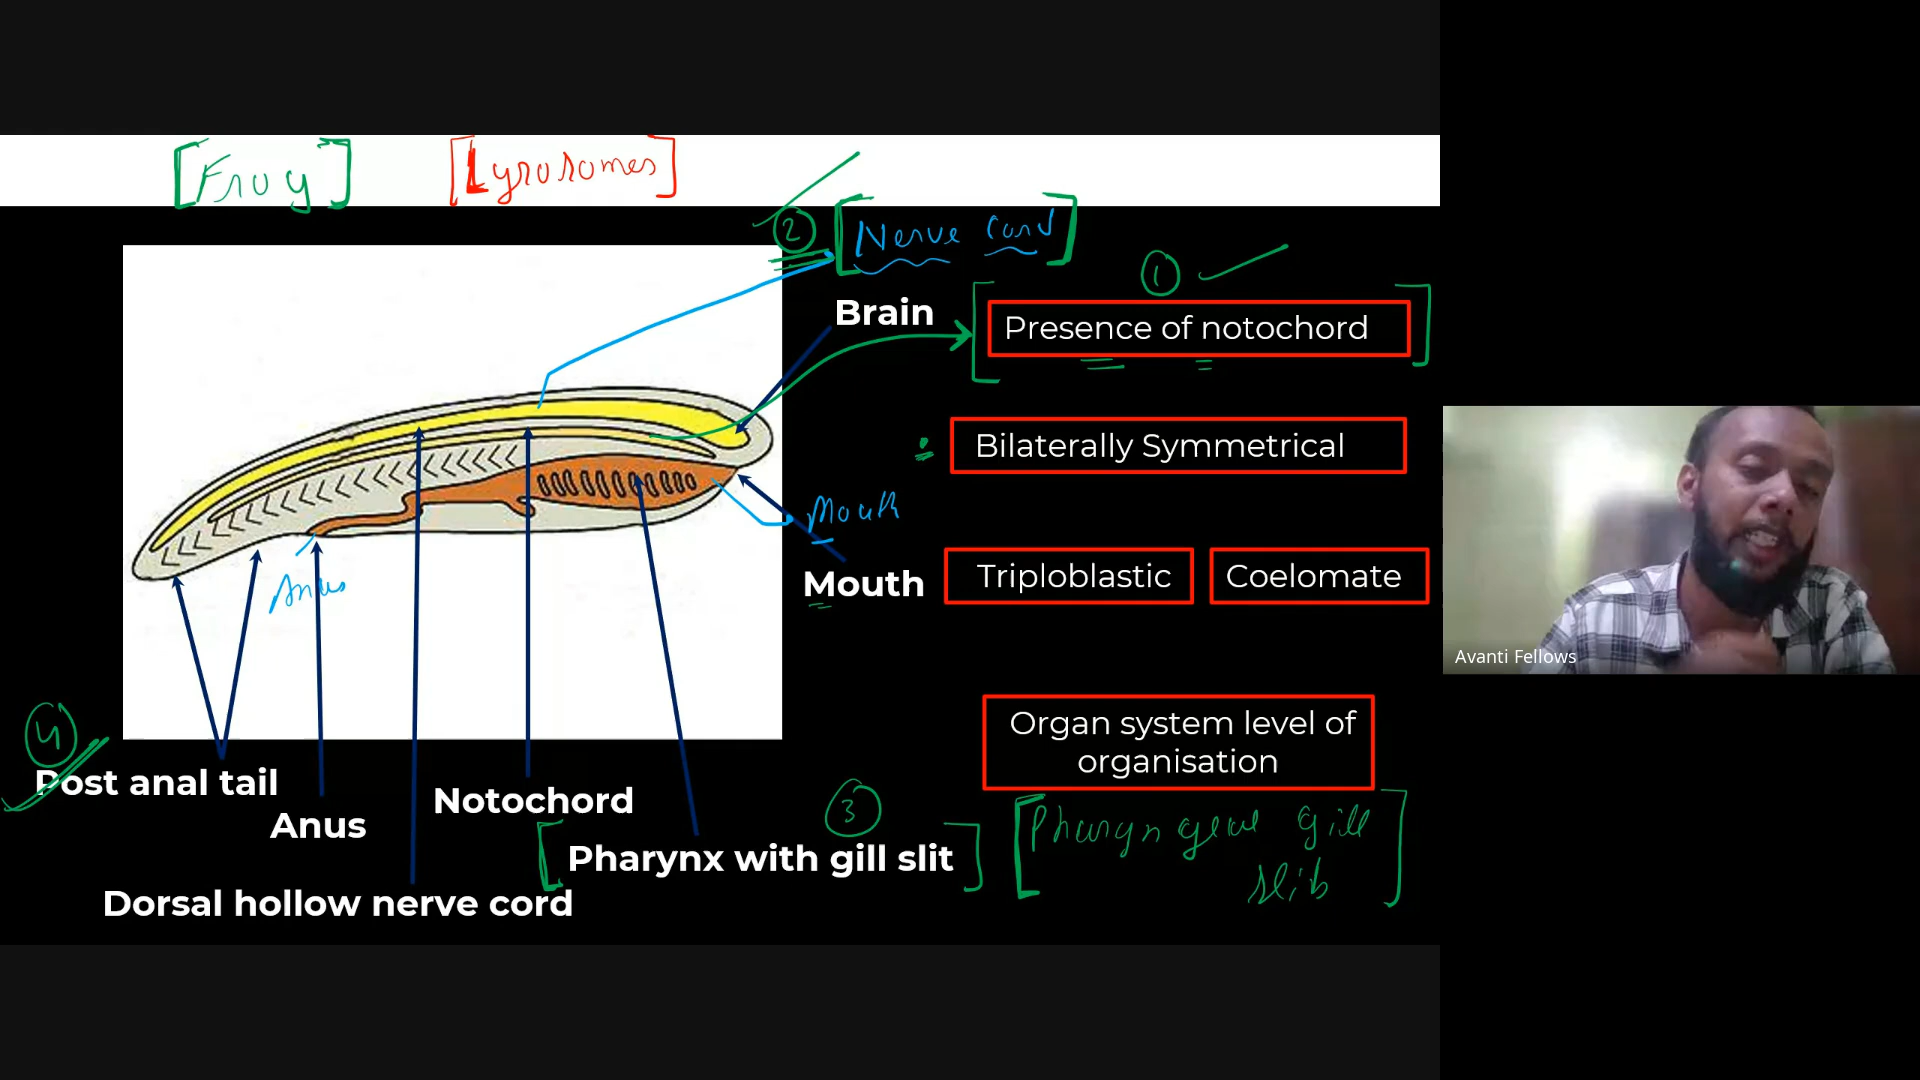 [Frog] [Lysosomes]
② [Nerve cord]
①
Brain
Presence of notochord
Bilaterally Symmetrical
Mouth
Anus
Mouth
Triploblastic
Coelomate
Avanti Fellows
Organ system level of
organisation
④
Post anal tail
Notochord
③
Anus
Pharynx with gill slit
[Pharyngeal gill
slit]
Dorsal hollow nerve cord